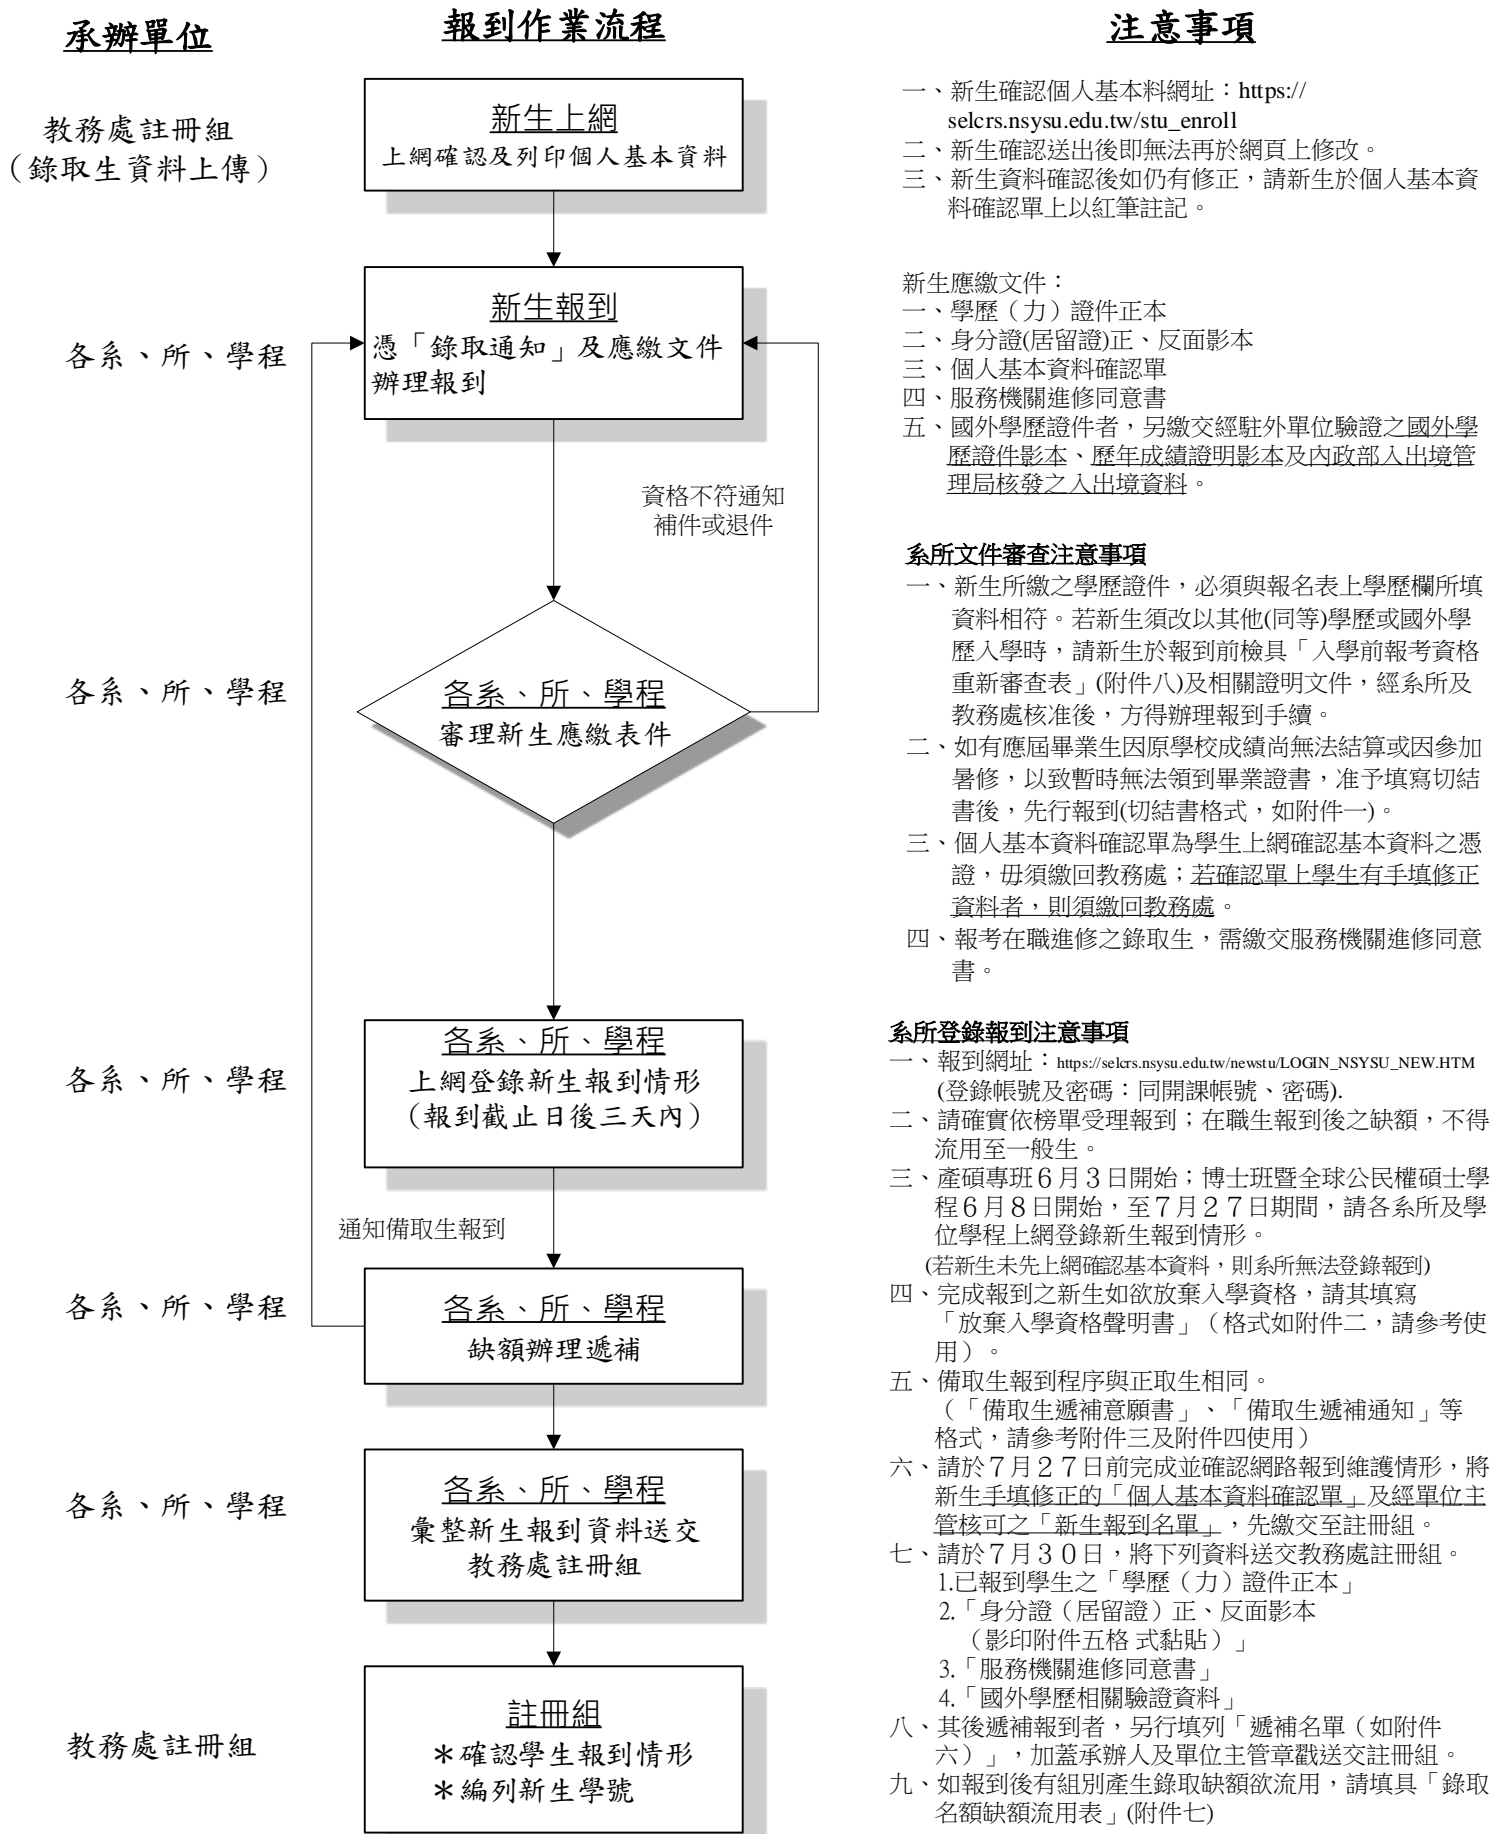 承辦單位
報到作業流程
注意事項
教務處註冊組
（錄取生資料上傳）
新生上網
上網確認及列印個人基本資料
一、新生確認個人基本料網址：https://
selcrs.nsysu.edu.tw/stu_enroll
二、新生確認送出後即無法再於網頁上修改。
三、新生資料確認後如仍有修正，請新生於個人基本資
料確認單上以紅筆註記。
各系、所、學程
新生報到
憑「錄取通知」及應繳文件
辦理報到
新生應繳文件：
一、學歷（力）證件正本
二、身分證(居留證)正、反面影本
三、個人基本資料確認單
四、服務機關進修同意書
五、國外學歷證件者，另繳交經駐外單位驗證之國外學
歷證件影本、歷年成績證明影本及內政部入出境管
理局核發之入出境資料。
資格不符通知
補件或退件
各系、所、學程
各系、所、學程
審理新生應繳表件
系所文件審查注意事項
一、新生所繳之學歷證件，必須與報名表上學歷欄所填
資料相符。若新生須改以其他(同等)學歷或國外學
歷入學時，請新生於報到前檢具「入學前報考資格
重新審查表」(附件八)及相關證明文件，經系所及
教務處核准後，方得辦理報到手續。
二、如有應屆畢業生因原學校成績尚無法結算或因參加
暑修，以致暫時無法領到畢業證書，准予填寫切結
書後，先行報到(切結書格式，如附件一)。
三、個人基本資料確認單為學生上網確認基本資料之憑
證，毋須繳回教務處；若確認單上學生有手填修正
資料者，則須繳回教務處。
四、報考在職進修之錄取生，需繳交服務機關進修同意
書。
各系、所、學程
各系、所、學程
上網登錄新生報到情形
（報到截止日後三天內）
通知備取生報到
各系、所、學程
各系、所、學程
缺額辦理遞補
各系、所、學程
各系、所、學程
彙整新生報到資料送交
教務處註冊組
教務處註冊組
註冊組
＊確認學生報到情形
＊編列新生學號
系所登錄報到注意事項
一、報到網址：https://selcrs.nsysu.edu.tw/newstu/LOGIN_NSYSU_NEW.HTM
(登錄帳號及密碼：同開課帳號、密碼).
二、請確實依榜單受理報到；在職生報到後之缺額，不得
流用至一般生。
三、產碩專班６月３日開始；博士班暨全球公民權碩士學
程６月８日開始，至７月２７日期間，請各系所及學
位學程上網登錄新生報到情形。
(若新生未先上網確認基本資料，則系所無法登錄報到)
四、完成報到之新生如欲放棄入學資格，請其填寫
「放棄入學資格聲明書」（格式如附件二，請參考使
用）。
五、備取生報到程序與正取生相同。
（「備取生遞補意願書」、「備取生遞補通知」等
格式，請參考附件三及附件四使用）
六、請於７月２７日前完成並確認網路報到維護情形，將
新生手填修正的「個人基本資料確認單」及經單位主
管核可之「新生報到名單」，先繳交至註冊組。
七、請於７月３０日，將下列資料送交教務處註冊組。
1.已報到學生之「學歷（力）證件正本」
2.「身分證（居留證）正、反面影本
（影印附件五格 式黏貼）」
3.「服務機關進修同意書」
4.「國外學歷相關驗證資料」
八、其後遞補報到者，另行填列「遞補名單（如附件
六）」，加蓋承辦人及單位主管章戳送交註冊組。
九、如報到後有組別產生錄取缺額欲流用，請填具「錄取
名額缺額流用表」(附件七)